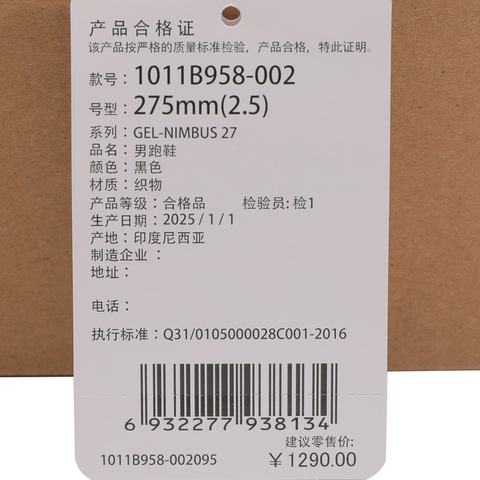 产品合格证
该产品按严格的质量标准检验，产品合格，特此证明。
款号: 1011B958-002
号型: 275mm(2.5)
系列: GEL-NIMBUS 27
品名: 男跑鞋
颜色: 黑色
材质: 织物
产品等级: 合格品 检验员: 检1
生产日期: 2025 / 1 / 1
产地: 印度尼西亚
制造企业 :
地址:
电话:
执行标准: Q31/0105000028C001-2016
6 932277 938134
建议零售价:
1011B958-002095 ￥1290.00